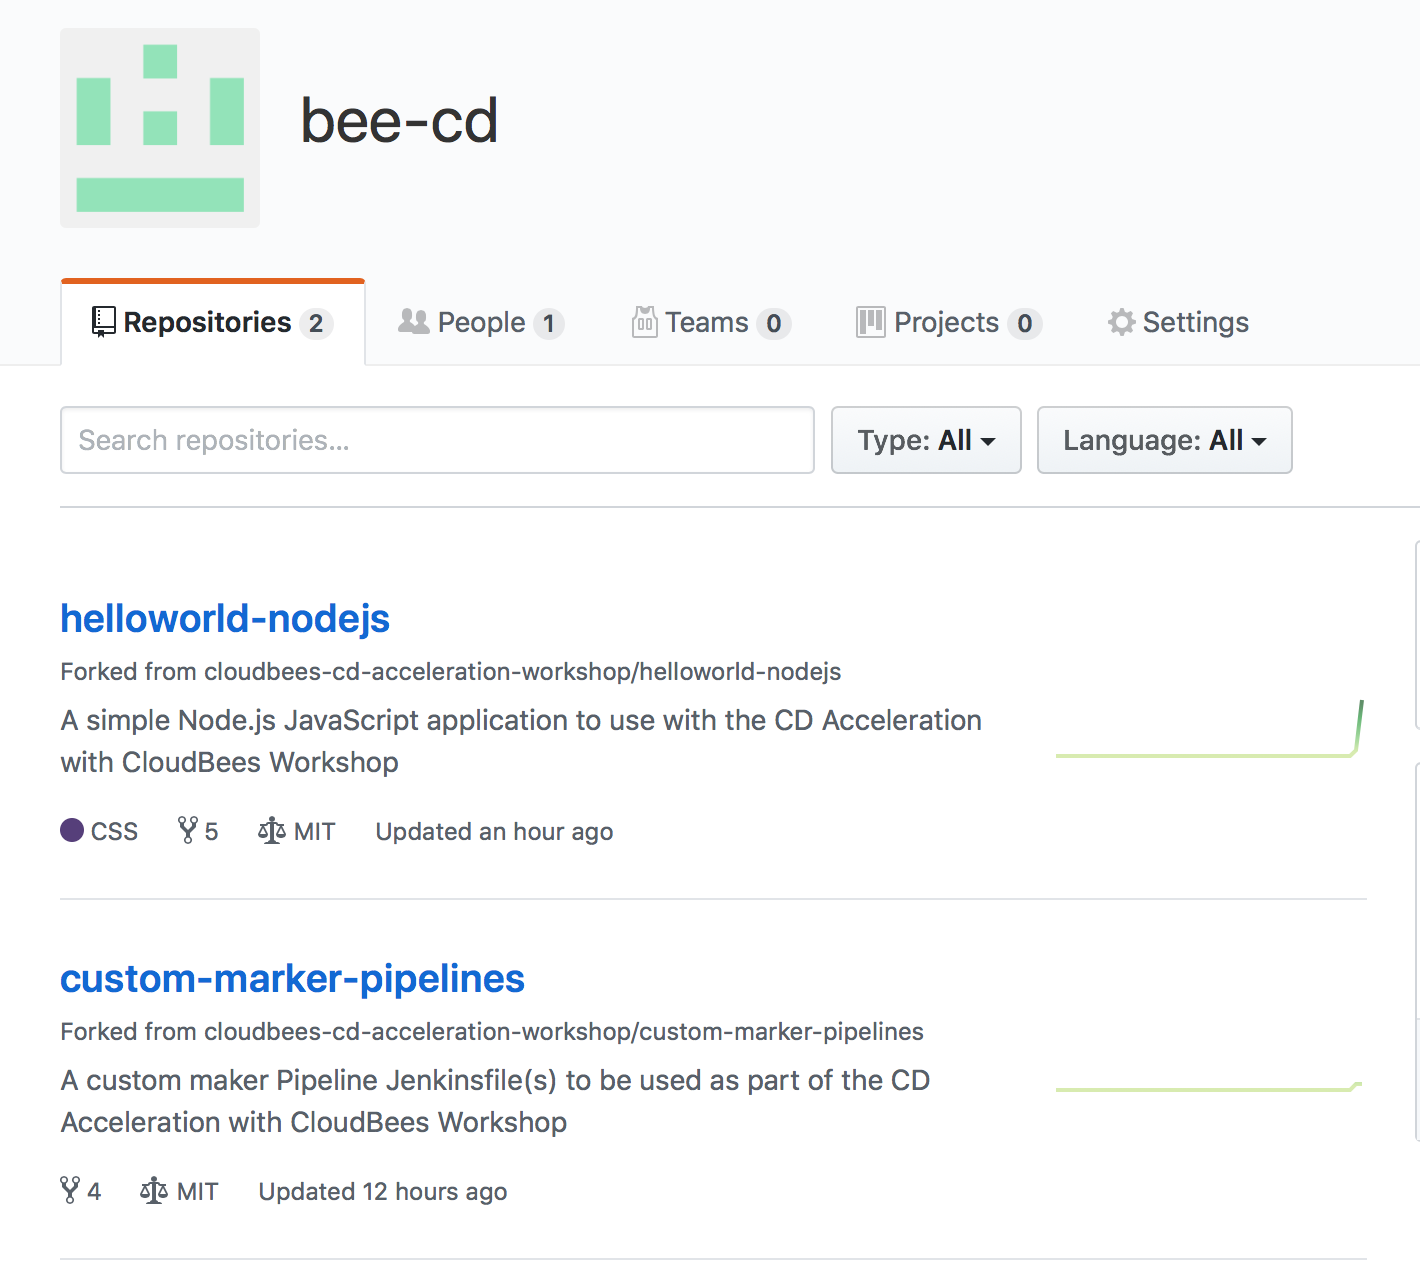 bee-cd
Repositories 2 People 1 Teams 0 Projects 0 Settings
Search repositories... Type: All Language: All
helloworld-nodejs
Forked from cloudbees-cd-acceleration-workshop/helloworld-nodejs
A simple Node.js JavaScript application to use with the CD Acceleration
with CloudBees Workshop
CSS 5 MIT Updated an hour ago
custom-marker-pipelines
Forked from cloudbees-cd-acceleration-workshop/custom-marker-pipelines
A custom maker Pipeline Jenkinsfile(s) to be used as part of the CD
Acceleration with CloudBees Workshop
4 MIT Updated 12 hours ago